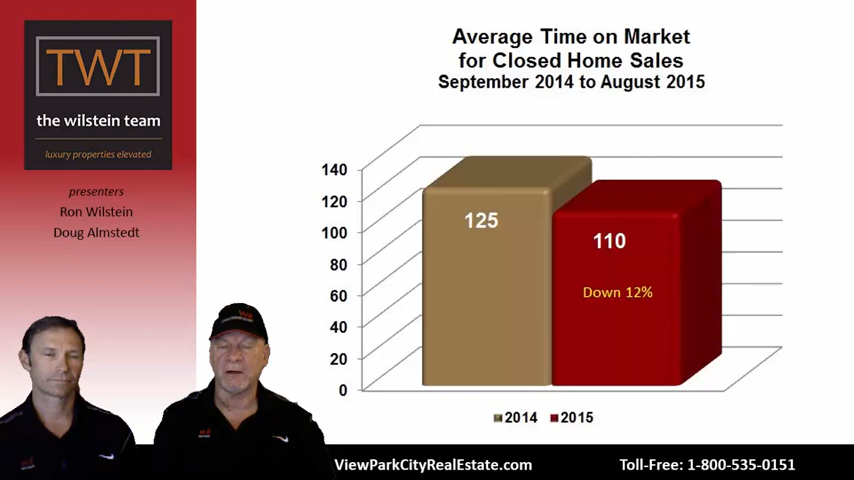 TWT
the wilstein team
luxury properties elevated
presenters
Ron Wilstein
Doug Almstedt
Average Time on Market
for Closed Home Sales
September 2014 to August 2015
140
120
100
80
60
40
20
0
125
110
Down 12%
2014 2015
ViewParkCityRealEstate.com Toll-Free: 1-800-535-0151